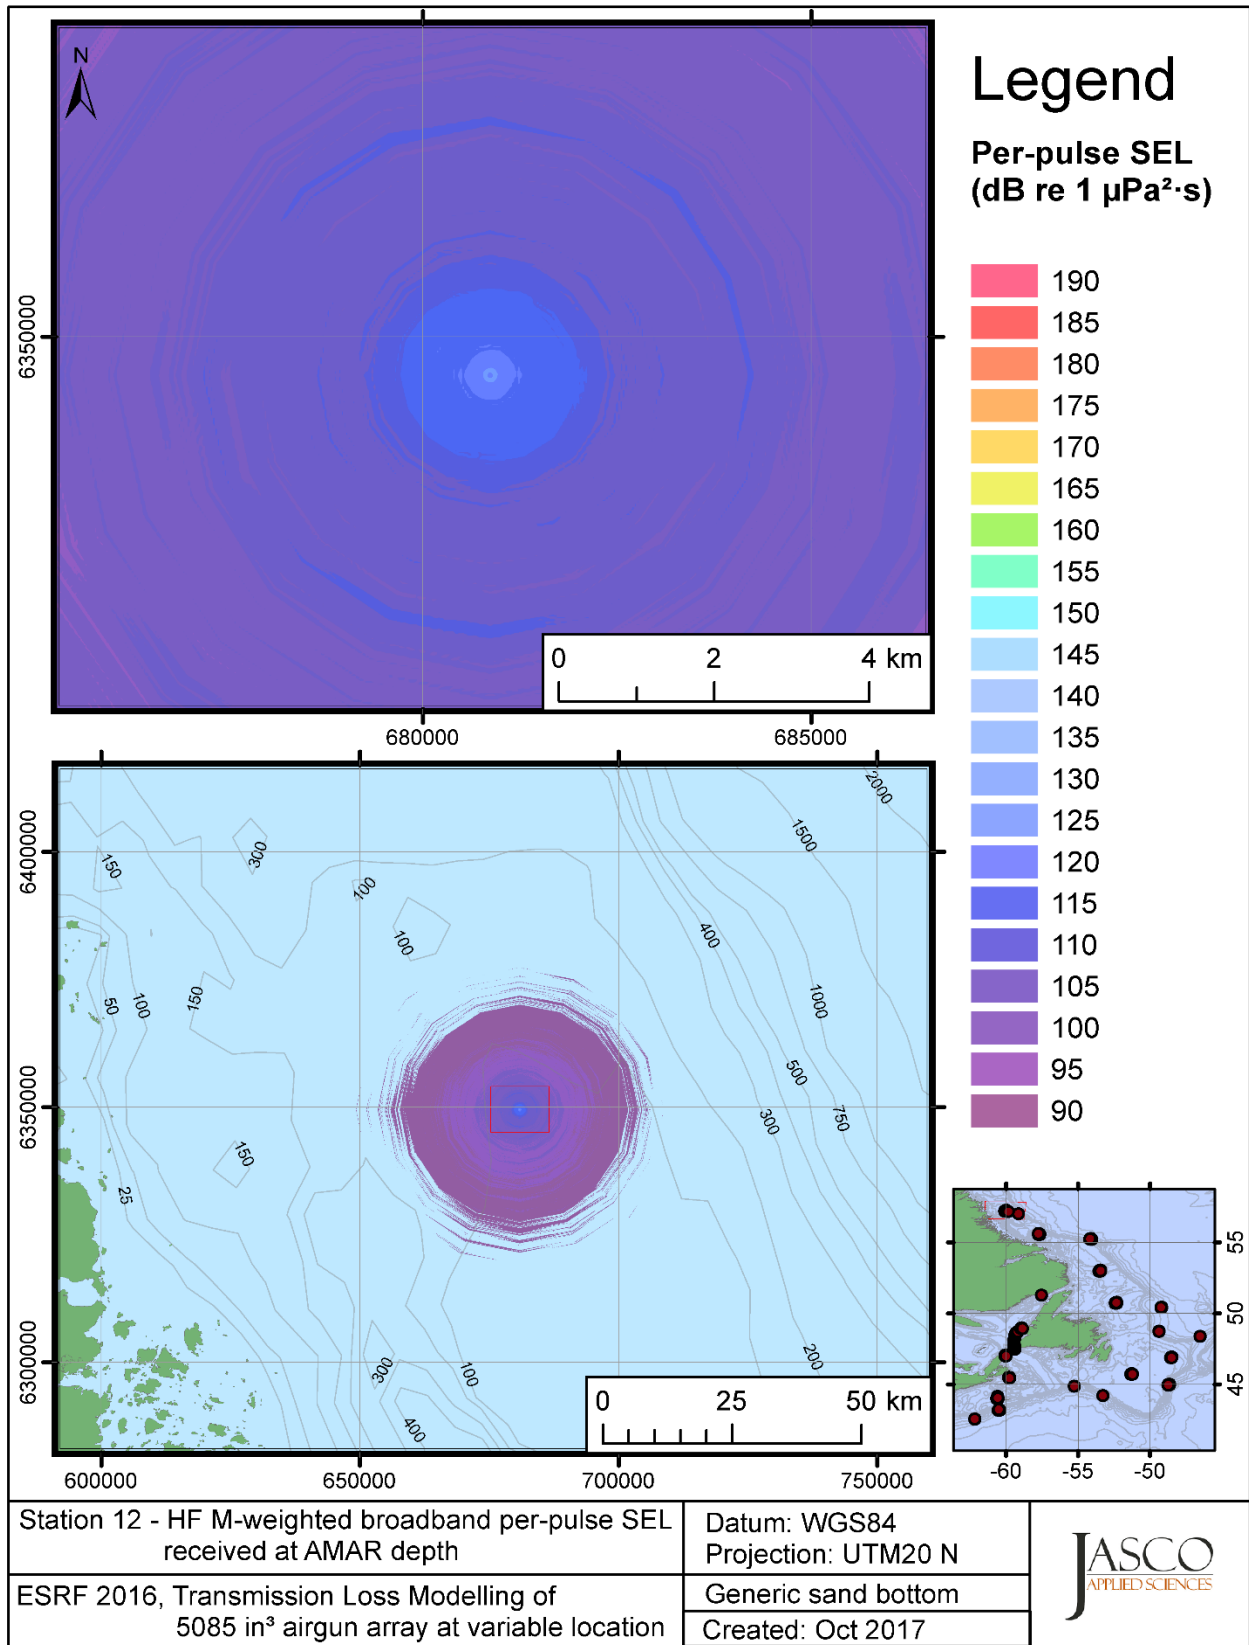 N
6350000
0 2 4 km
680000 685000
Legend
Per-pulse SEL
(dB re 1 µPa²·s)
190
185
180
175
170
165
160
155
150
145
140
135
130
125
120
115
110
105
100
95
90
6400000
6350000
6300000
2000
1500
300
150
100
100
400
50
100
150
1000
500
750
300
150
25
200
300
100
400
0 25 50 km
600000 650000 700000 750000
55
50
45
-60 -55 -50
Station 12 - HF M-weighted broadband per-pulse SEL
received at AMAR depth
ESRF 2016, Transmission Loss Modelling of
5085 in³ airgun array at variable location
Datum: WGS84
Projection: UTM20 N
Generic sand bottom
Created: Oct 2017
JASCO
APPLIED SCIENCES